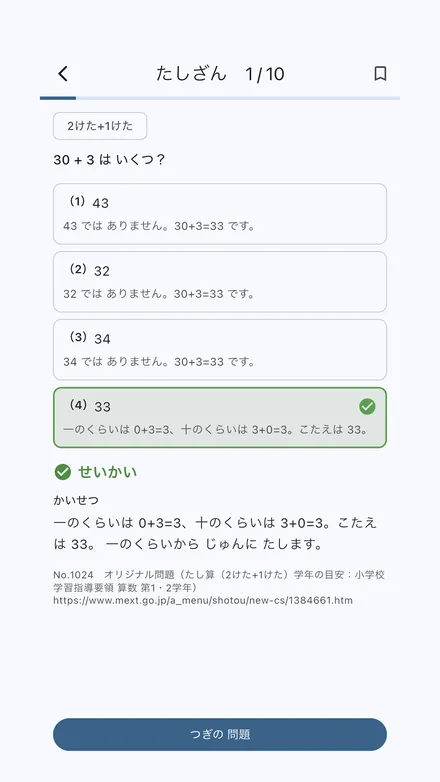 たしざん 1/10
2けた+1けた
30 + 3 は いくつ？
（1）43
43 では ありません。30+3=33 です。
（2）32
32 では ありません。30+3=33 です。
（3）34
34 では ありません。30+3=33 です。
（4）33
一のくらいは 0+3=3、十のくらいは 3+0=3。こたえは 33。
せいかい
かいせつ
一のくらいは 0+3=3、十のくらいは 3+0=3。こたえ
は 33。 一のくらいから じゅんに たします。
No.1024　オリジナル問題（たし算（2けた+1けた）学年の目安：小学校
学習指導要領 算数 第1・2学年）
https://www.mext.go.jp/a_menu/shotou/new-cs/1384661.htm
つぎの 問題